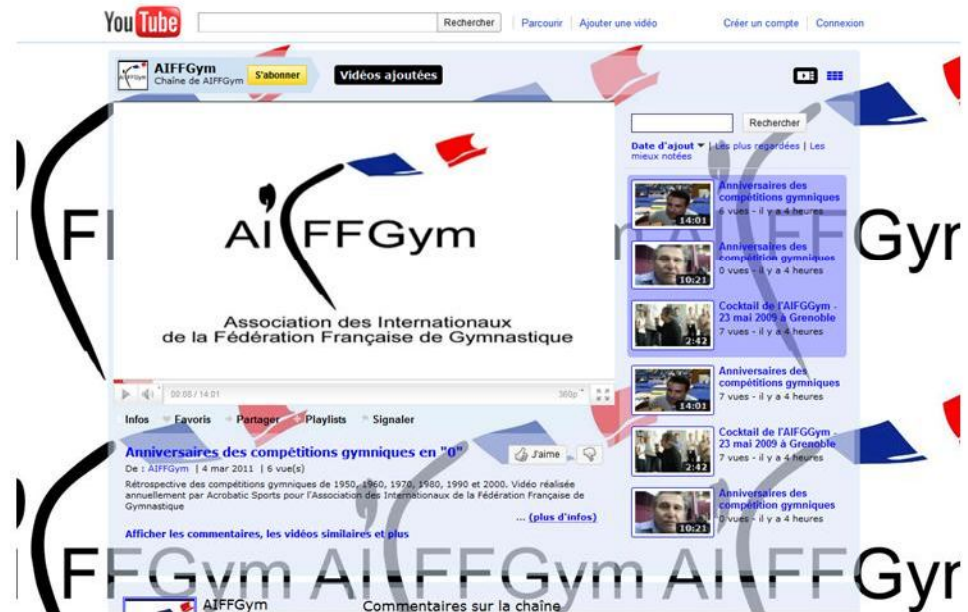 You Tube
Rechercher
Parcourir
Ajouter une vidéo
Créer un compte
Connexion
AIFFGym
Chaîne de AIFFGym
S'abonner
Vidéos ajoutées
AIFFGym
Association des Internationaux
de la Fédération Française de Gymnastique
00:08 / 14:01
360p
Infos
Favoris
Partager
Playlists
Signaler
Anniversaires des compétitions gymniques en "0"
J'aime
De : AIFFGym | 4 mar 2011 | 6 vue(s)
Rétrospective des compétitions gymniques de 1950, 1960, 1970, 1980, 1990 et 2000. Vidéo réalisée
annuellement par Acrobatic Sports pour l'Association des Internationaux de la Fédération Française de
Gymnastique
... (plus d'infos)
Afficher les commentaires, les vidéos similaires et plus
Rechercher
Date d'ajout | Les plus regardées | Les
mieux notées
Anniversaires des
compétitions gymniques
6 vues - il y a 4 heures
14:01
Anniversaires des
compétition gymniques
0 vues - il y a 4 heures
10:21
Cocktail de l'AIFGGym -
23 mai 2009 à Grenoble
7 vues - il y a 4 heures
2:42
Anniversaires des
compétitions gymniques
7 vues - il y a 4 heures
14:01
Cocktail de l'AIFGGym -
23 mai 2009 à Grenoble
7 vues - il y a 4 heures
2:42
Anniversaires des
compétition gymniques
0 vues - il y a 4 heures
10:21
FFGym AIFFGym AIFFGyr
AIFFGym
Commentaires sur la chaîne